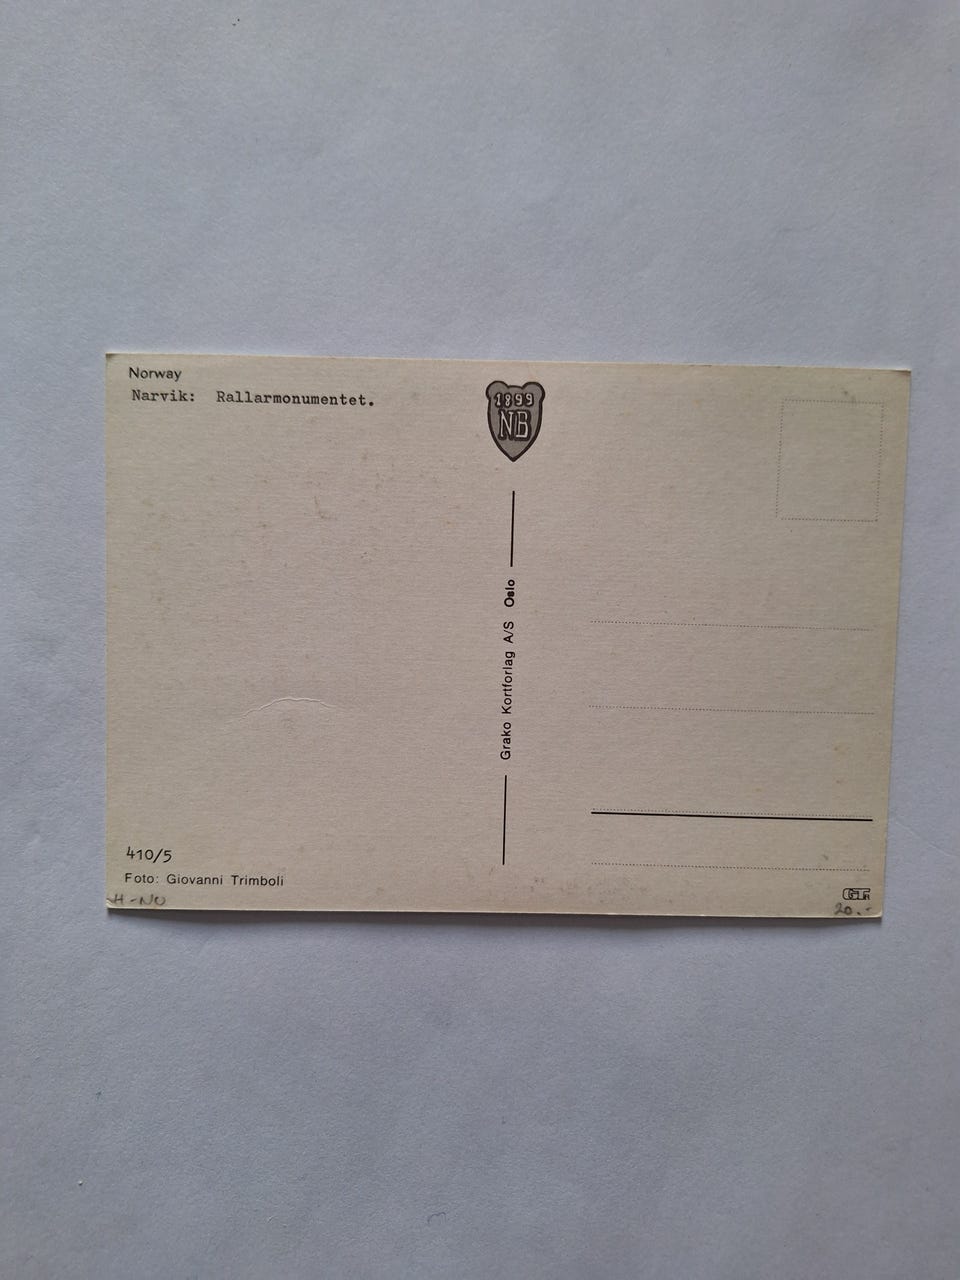 Norway
Narvik: Rallarmonumentet.
1899
NB
Grako Kortforlag A/S Oslo
410/5
Foto: Giovanni Trimboli
H-NO
20.-